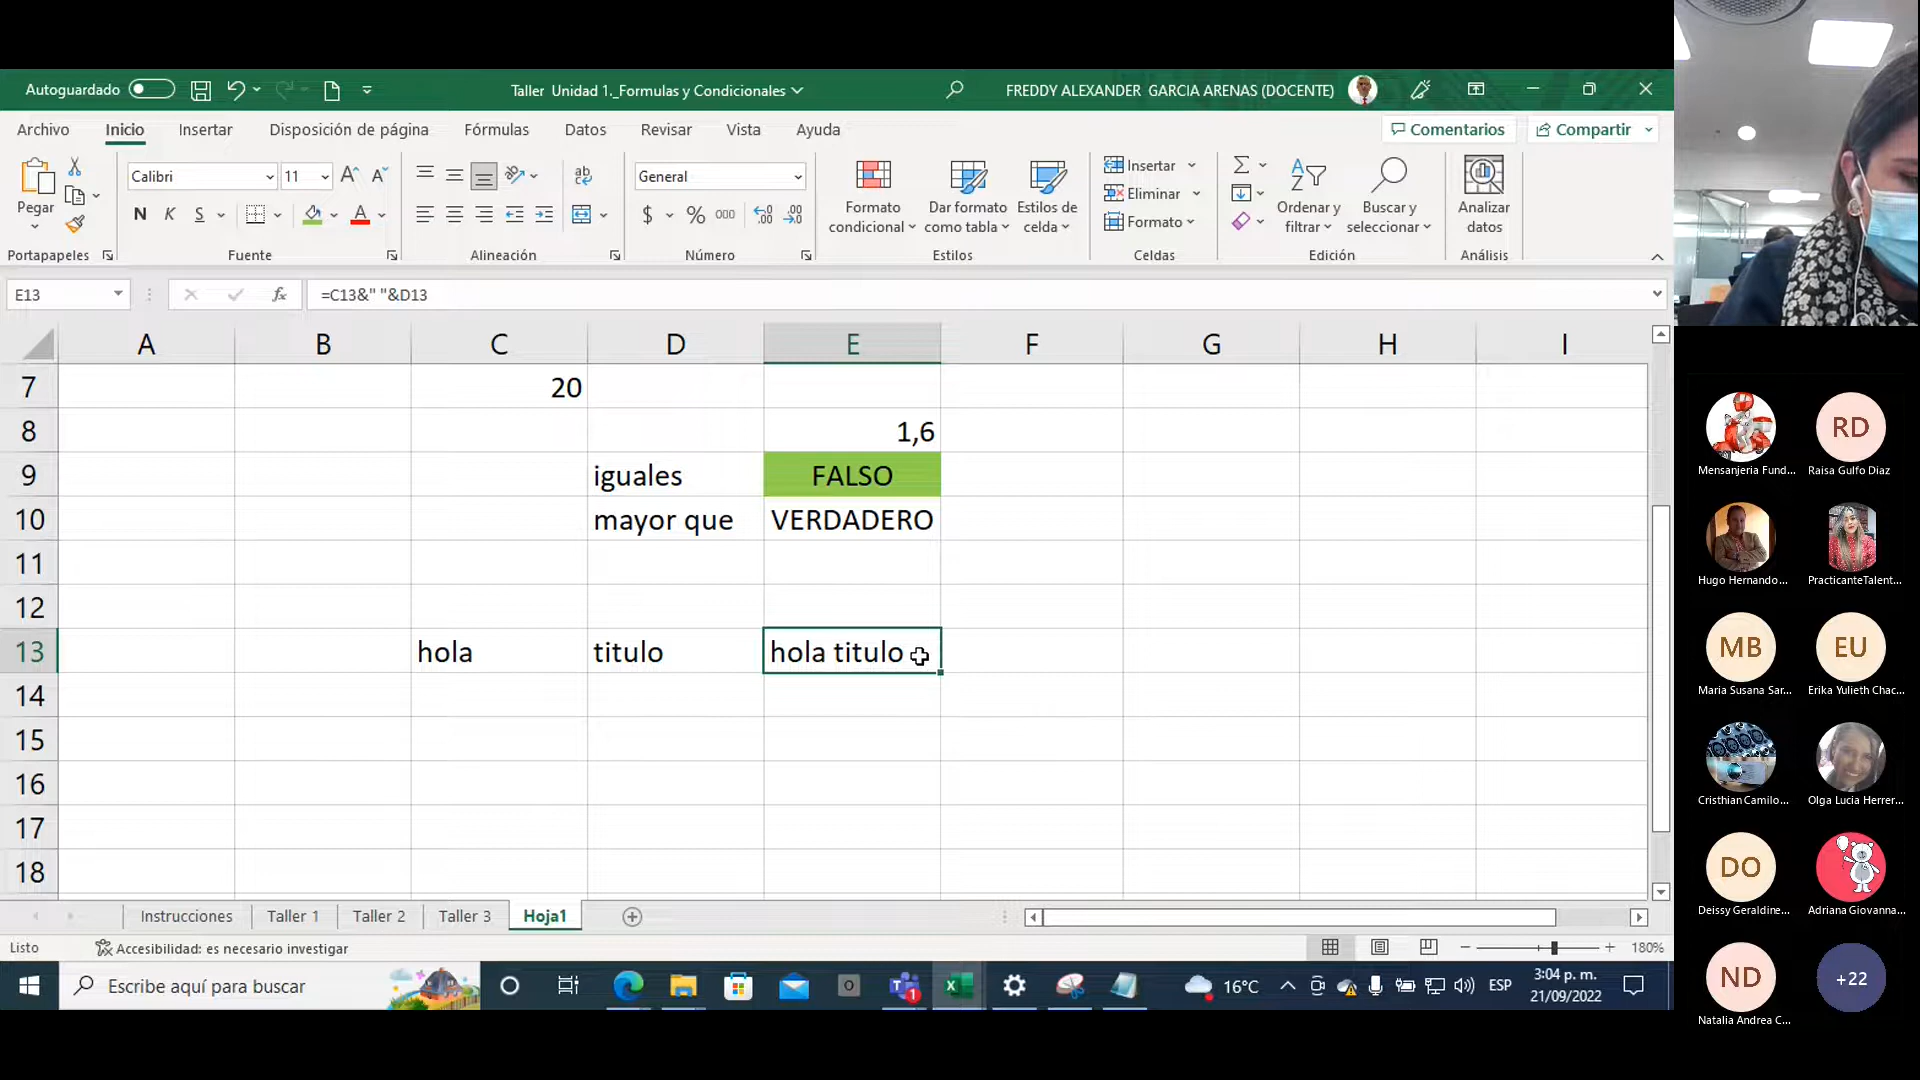 Autoguardado
Taller Unidad 1._Formulas y Condicionales
FREDDY ALEXANDER GARCIA ARENAS (DOCENTE)
Archivo Inicio Insertar Disposición de página Fórmulas Datos Revisar Vista Ayuda
Comentarios Compartir
Pegar
Calibri 11
N K S
General
$ % 000
Formato condicional
Dar formato como tabla
Estilos de celda
Insertar
Eliminar
Formato
Ordenar y filtrar
Buscar y seleccionar
Analizar datos
Portapapeles Fuente Alineación Número Estilos Celdas Edición Análisis
E13 fx =C13&" "&D13
A B C D E F G H I
7 20
8 1,6
9 iguales FALSO
10 mayor que VERDADERO
11
12
13 hola titulo hola titulo
14
15
16
17
18
Instrucciones Taller 1 Taller 2 Taller 3 Hoja1
Listo Accesibilidad: es necesario investigar 180%
Escribe aquí para buscar
16°C ESP
3:04 p. m.
21/09/2022
Mensanjeria Fund...
RD
Raisa Gulfo Diaz
Hugo Hernando...
PracticanteTalent...
MB
Maria Susana Sar...
EU
Erika Yulieth Chac...
Cristhian Camilo...
Olga Lucia Herrer...
DO
Deissy Geraldine...
Adriana Giovanna...
ND
Natalia Andrea C...
+22